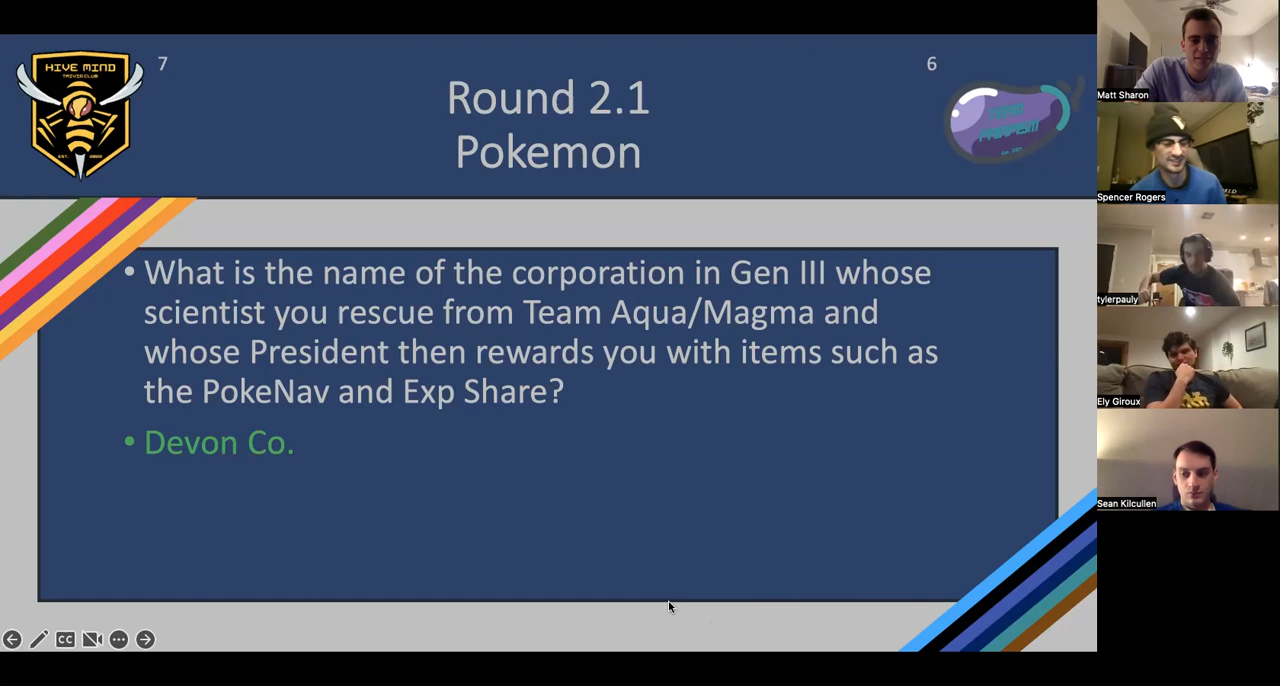 HIVE MIND
TRIVIA CLUB
EST. 2022
7
Round 2.1
Pokemon
6
• What is the name of the corporation in Gen III whose
scientist you rescue from Team Aqua/Magma and
whose President then rewards you with items such as
the PokeNav and Exp Share?
• Devon Co.
Matt Sharon
Spencer Rogers
tylerpauly
Ely Giroux
Sean Kilcullen
CC